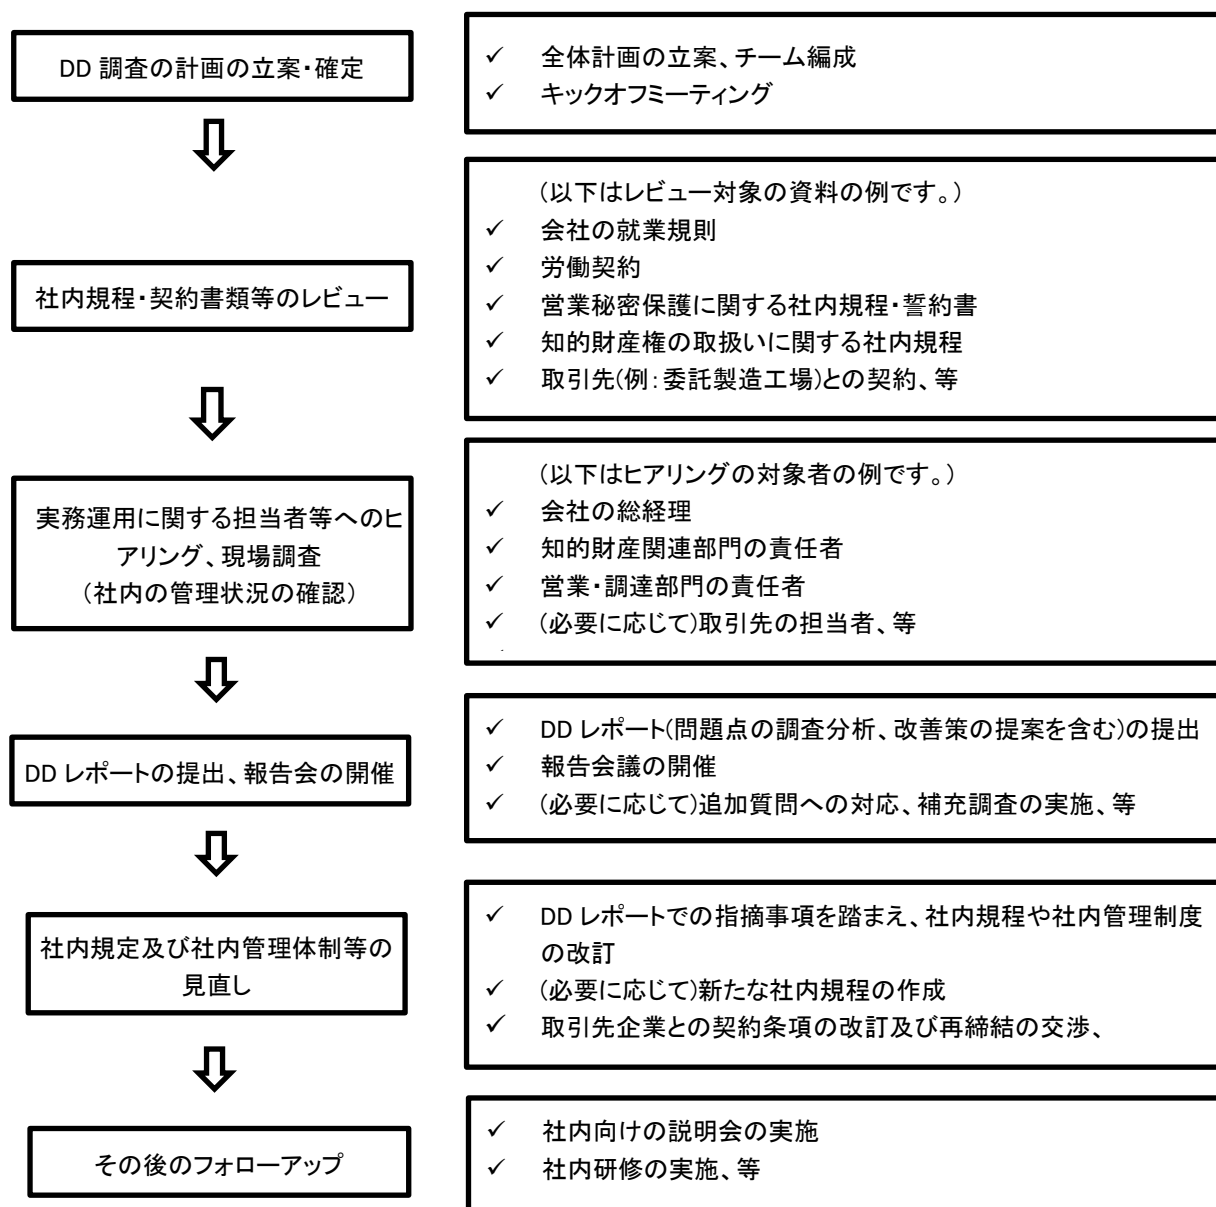 DD 調査の計画の立案・確定
✓ 全体計画の立案、チーム編成
✓ キックオフミーティング
社内規程・契約書類等のレビュー
(以下はレビュー対象の資料の例です。)
✓ 会社の就業規則
✓ 労働契約
✓ 営業秘密保護に関する社内規程・誓約書
✓ 知的財産権の取扱いに関する社内規程
✓ 取引先(例：委託製造工場)との契約、等
実務運用に関する担当者等へのヒ
アリング、現場調査
(社内の管理状況の確認)
(以下はヒアリングの対象者の例です。)
✓ 会社の総経理
✓ 知的財産関連部門の責任者
✓ 営業・調達部門の責任者
✓ (必要に応じて)取引先の担当者、等
DD レポートの提出、報告会の開催
✓ DD レポート(問題点の調査分析、改善策の提案を含む)の提出
✓ 報告会議の開催
✓ (必要に応じて)追加質問への対応、補充調査の実施、等
社内規定及び社内管理体制等の
見直し
✓ DD レポートでの指摘事項を踏まえ、社内規程や社内管理制度
の改訂
✓ (必要に応じて)新たな社内規程の作成
✓ 取引先企業との契約条項の改訂及び再締結の交渉、
その後のフォローアップ
✓ 社内向けの説明会の実施
✓ 社内研修の実施、等